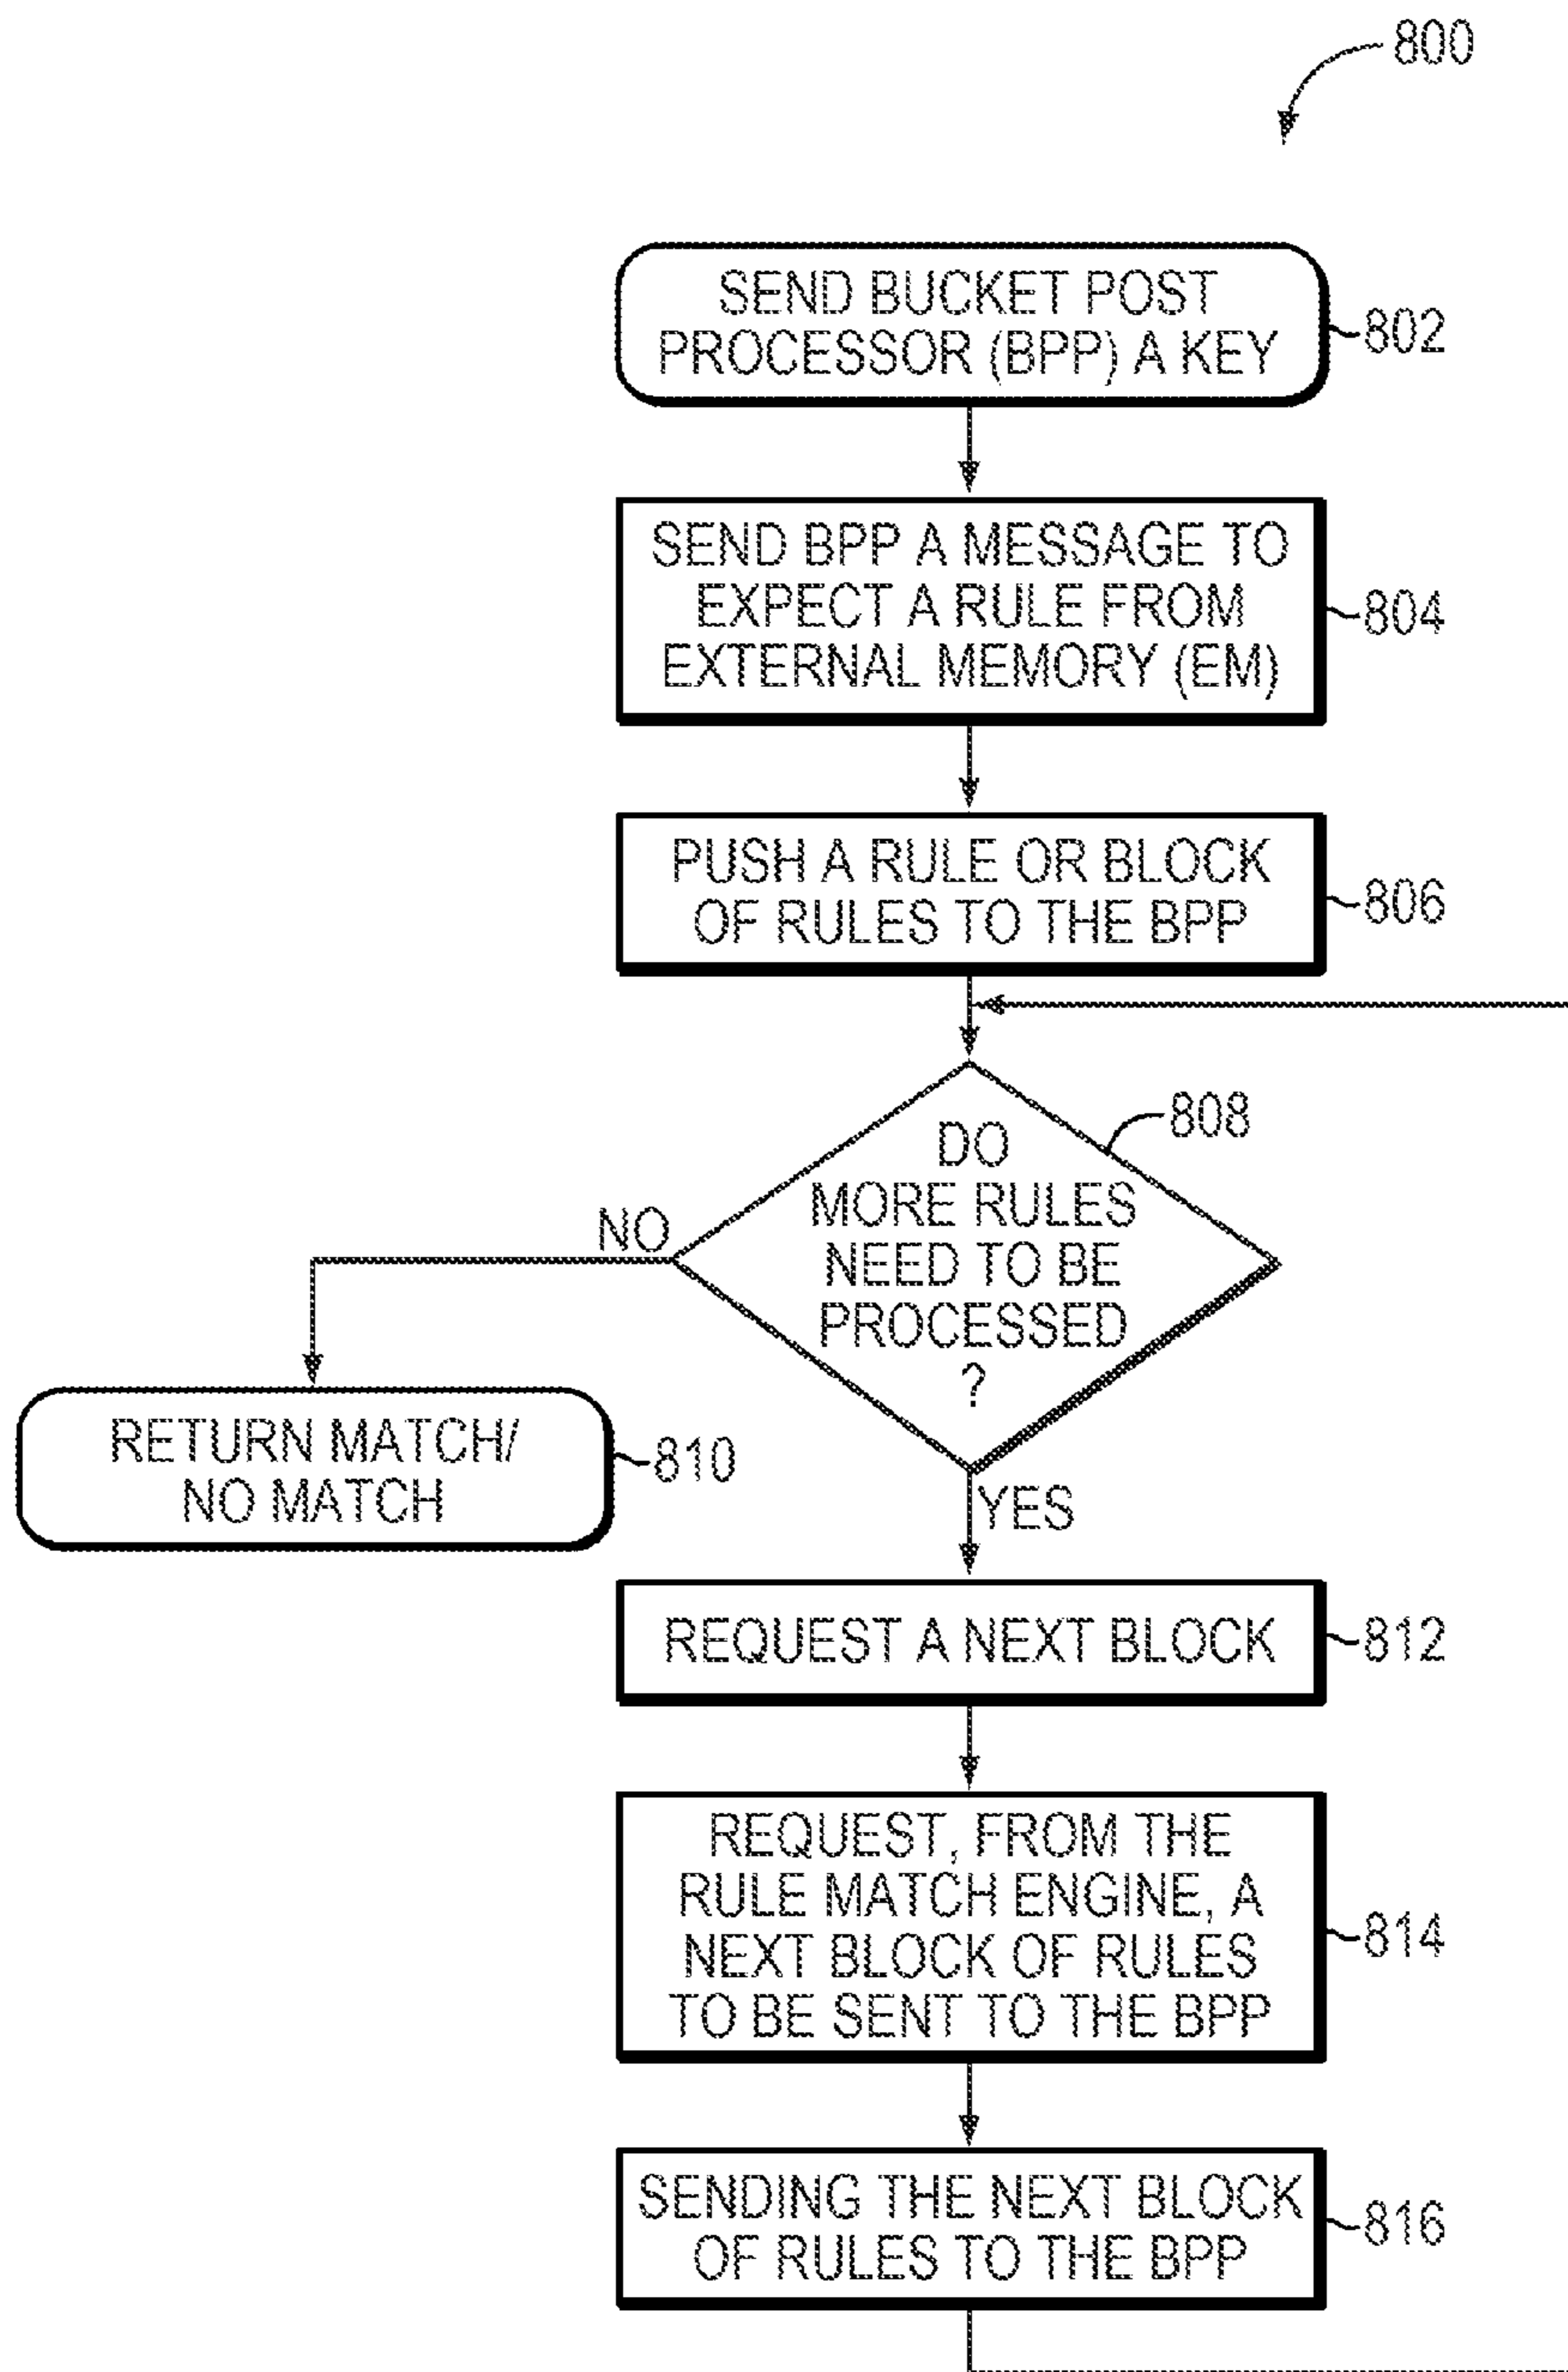 800
SEND BUCKET POST
PROCESSOR (BPP) A KEY
802
SEND BPP A MESSAGE TO
EXPECT A RULE FROM
EXTERNAL MEMORY (EM)
804
PUSH A RULE OR BLOCK
OF RULES TO THE BPP
806
DO
MORE RULES
NEED TO BE
PROCESSED
?
808
NO
RETURN MATCH/
NO MATCH
810
YES
REQUEST A NEXT BLOCK
812
REQUEST, FROM THE
RULE MATCH ENGINE, A
NEXT BLOCK OF RULES
TO BE SENT TO THE BPP
814
SENDING THE NEXT BLOCK
OF RULES TO THE BPP
816